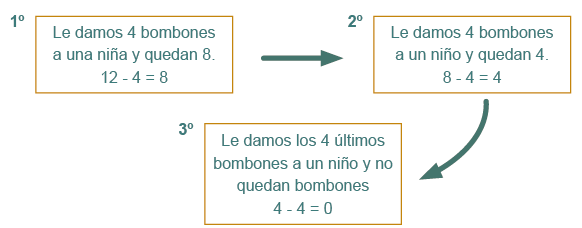 1º
Le damos 4 bombones
a una niña y quedan 8.
12 - 4 = 8
2º
Le damos 4 bombones
a un niño y quedan 4.
8 - 4 = 4
3º
Le damos los 4 últimos
bombones a un niño y no
quedan bombones
4 - 4 = 0